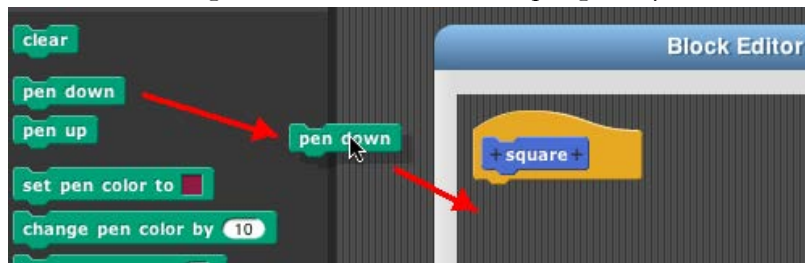 clear
pen down
pen up
set pen color to
change pen color by 10
pen down
Block Editor
+ square +